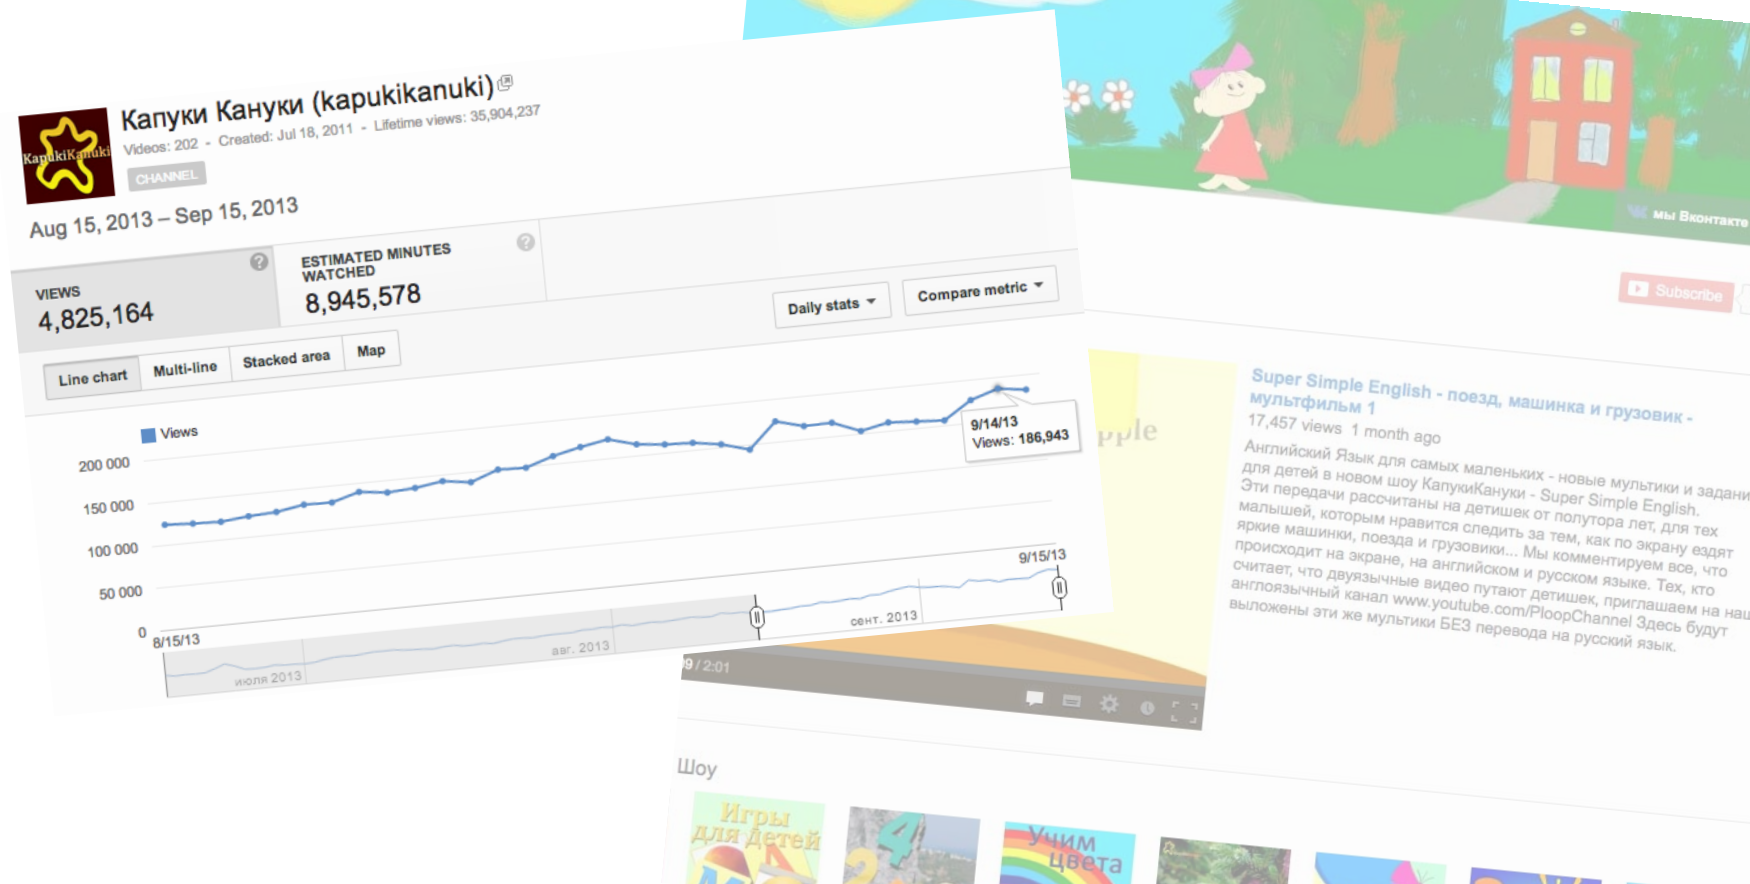 Капуки Кануки (kapukikanuki)
Videos: 202 - Created: Jul 18, 2011 - Lifetime views: 35,904,237
KapukiKanuki
CHANNEL
Aug 15, 2013 – Sep 15, 2013
VIEWS
4,825,164
ESTIMATED MINUTES
WATCHED
8,945,578
Daily stats
Compare metric
Line chart
Multi-line
Stacked area
Map
Views
200 000
150 000
100 000
50 000
0
9/14/13
Views: 186,943
8/15/13
9/15/13
июля 2013
авг. 2013
сент. 2013
мы Вконтакте
Subscribe
Super Simple English - поезд, машинка и грузовик -
мультфильм 1
17,457 views 1 month ago
Английский Язык для самых маленьких - новые мультики и задани
для детей в новом шоу КапукиКануки - Super Simple English.
Эти передачи рассчитаны на детишек от полутора лет, для тех
малышей, которым нравится следить за тем, как по экрану ездят
яркие машинки, поезда и грузовики... Мы комментируем все, что
происходит на экране, на английском и русском языке. Тех, кто
считает, что двуязычные видео путают детишек, приглашаем на наш
англоязычный канал www.youtube.com/PloopChannel Здесь будут
выложены эти же мультики БЕЗ перевода на русский язык.
pple
9 / 2:01
Шоу
Игры
для детей
4
2
Учим
цвета